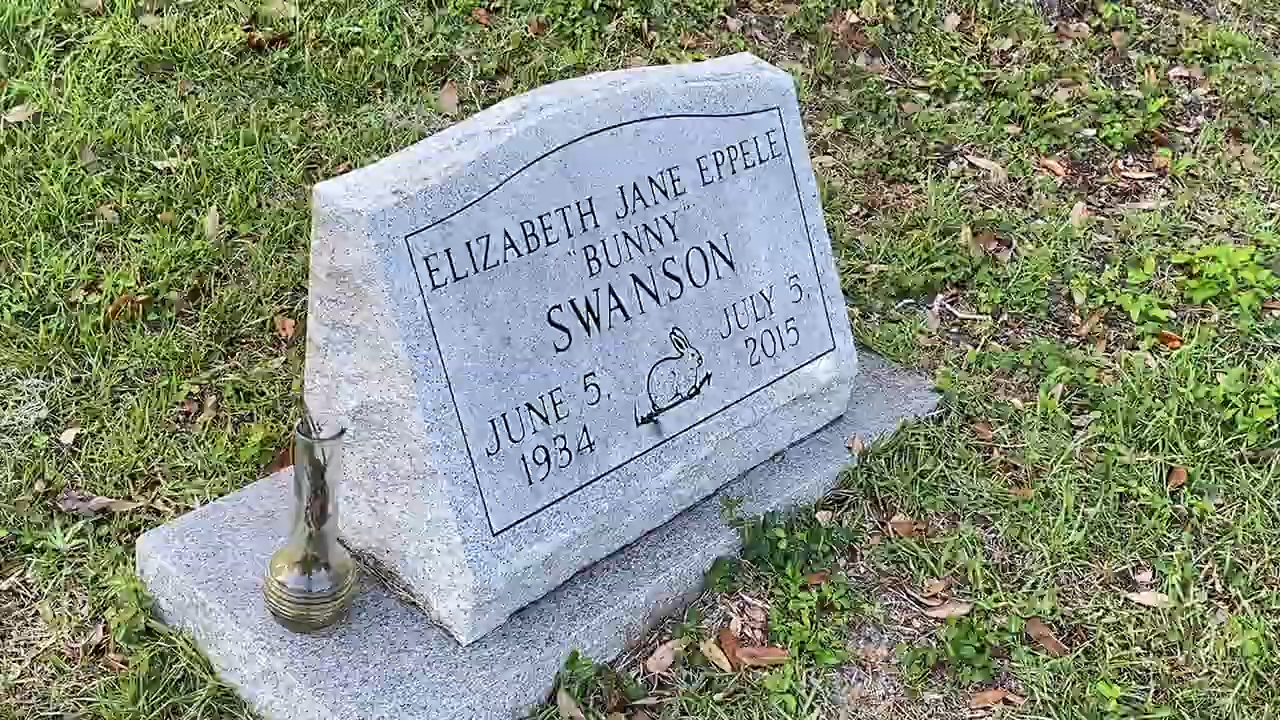 ELIZABETH JANE EPPELE
"BUNNY"
SWANSON
JUNE 5,
1934
JULY 5,
2015